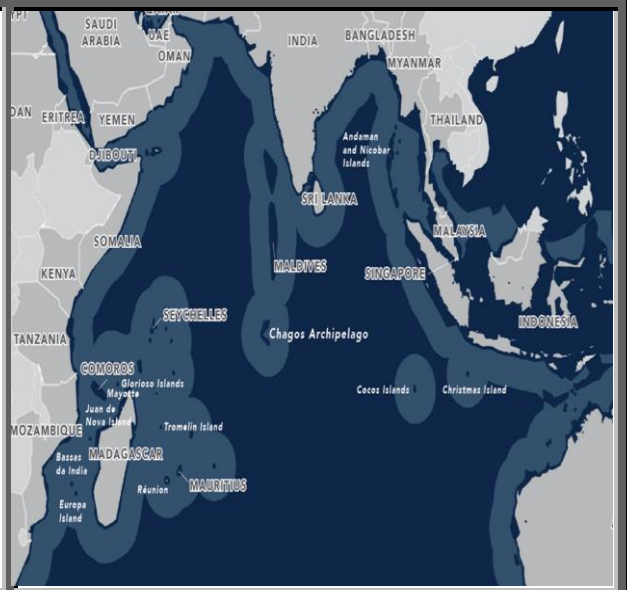 SAUDI
ARABIA
UAE
OMAN
INDIA
BANGLADESH
MYANMAR
ERITREA
YEMEN
THAILAND
Andaman
and Nicobar
Islands
DJIBOUTI
SRI LANKA
SOMALIA
MALAYSIA
MALDIVES
SINGAPORE
KENYA
SEYCHELLES
INDONESIA
Chagos Archipelago
TANZANIA
COMOROS
Glorioso Islands
Mayotte
Cocos Islands
Christmas Island
Juan de
Nova Island
MOZAMBIQUE
Tromelin Island
MADAGASCAR
Bassas
da India
Réunion
MAURITIUS
Europa
Island